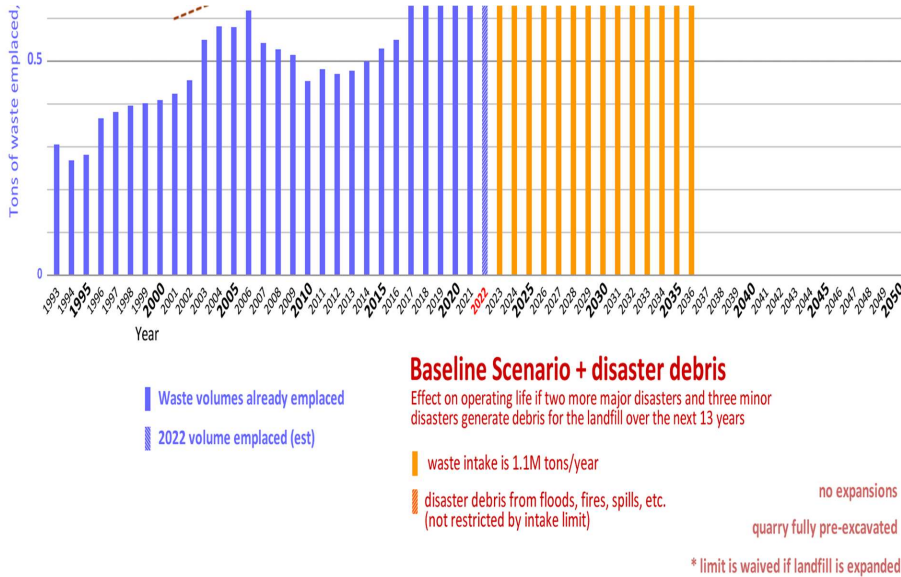 Tons of waste emplaced,
0.5
0
1993 1994 1995 1996 1997 1998 1999 2000 2001 2002 2003 2004 2005 2006 2007 2008 2009 2010 2011 2012 2013 2014 2015 2016 2017 2018 2019 2020 2021 2022 2023 2024 2025 2026 2027 2028 2029 2030 2031 2032 2033 2034 2035 2036 2037 2038 2039 2040 2041 2042 2043 2044 2045 2046 2047 2048 2049 2050
Year
Waste volumes already emplaced
2022 volume emplaced (est)
Baseline Scenario + disaster debris
Effect on operating life if two more major disasters and three minor
disasters generate debris for the landfill over the next 13 years
waste intake is 1.1M tons/year
disaster debris from floods, fires, spills, etc.
(not restricted by intake limit)
no expansions
quarry fully pre-excavated
* limit is waived if landfill is expanded